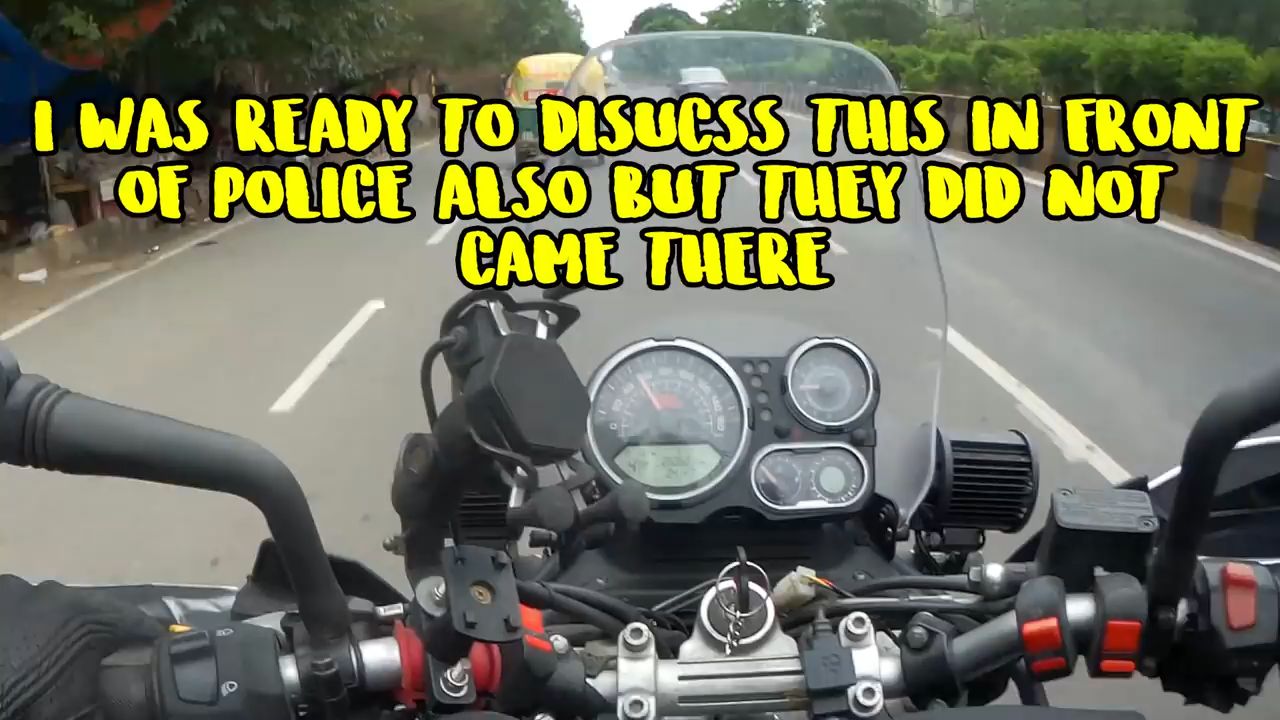 I WAS READY TO DISUCSS THIS IN FRONT
OF POLICE ALSO BUT THEY DID NOT
CAME THERE